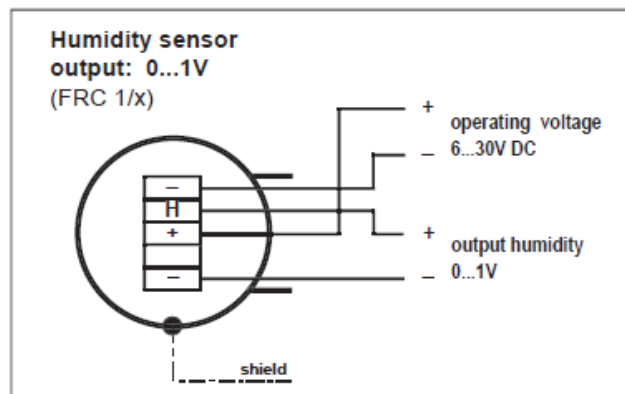 Humidity sensor
output: 0...1V
(FRC 1/x)
+
operating voltage
– 6...30V DC
–
H
+
+
output humidity
–
– 0...1V
shield